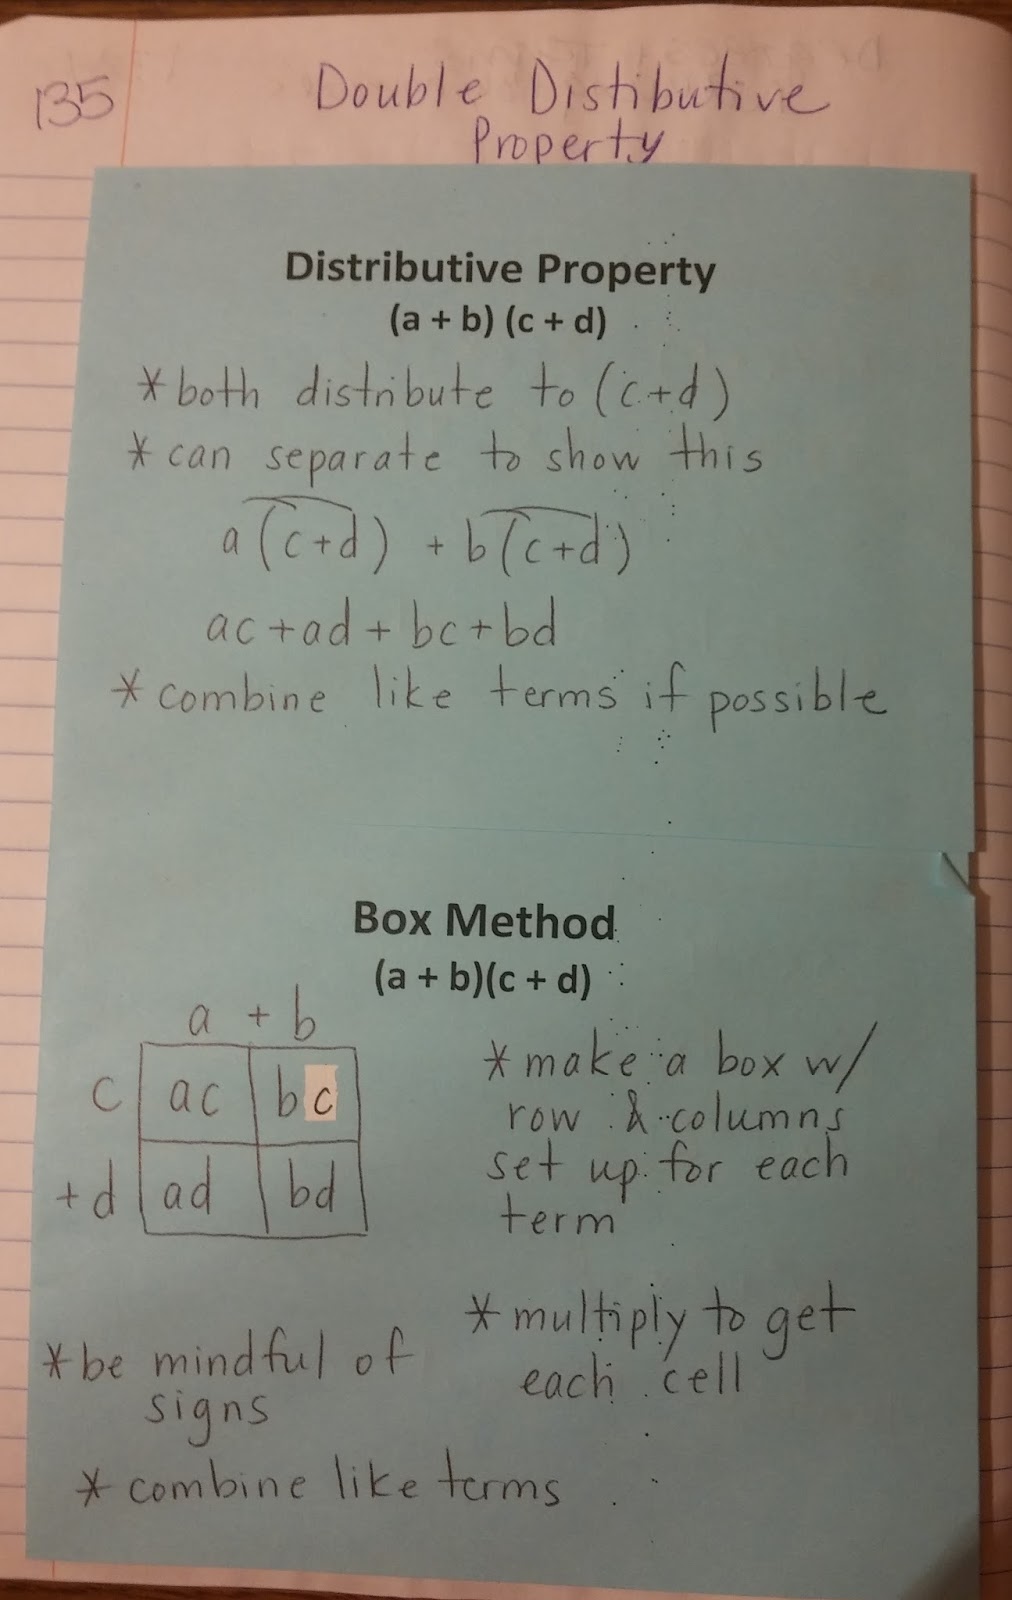 135
Double Distibutive
Property
Distributive Property
(a + b) (c + d)
* both distribute to (c+d)
* can separate to show this
a(c+d) + b(c+d)
ac+ad + bc+bd
* combine like terms if possible
Box Method
(a + b)(c + d)
a + b
c ac bc
+d ad bd
* make a box w/
row & columns
set up for each
term
* multiply to get
each cell
* be mindful of
signs
* combine like terms